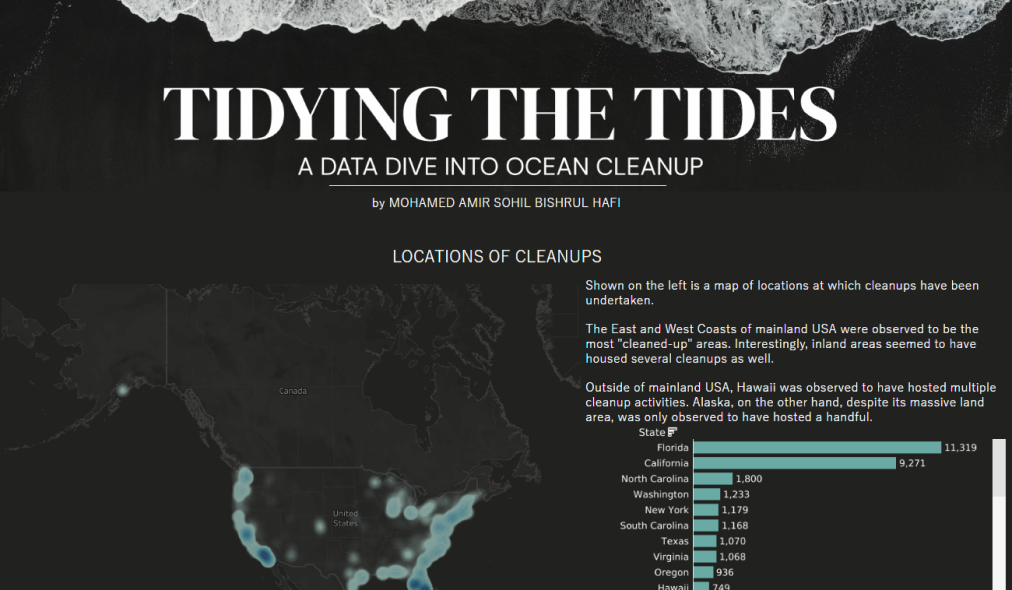 TIDYING THE TIDES
A DATA DIVE INTO OCEAN CLEANUP
by MOHAMED AMIR SOHIL BISHRUL HAFI
LOCATIONS OF CLEANUPS
Shown on the left is a map of locations at which cleanups have been
undertaken.
The East and West Coasts of mainland USA were observed to be the
most "cleaned-up" areas. Interestingly, inland areas seemed to have
housed several cleanups as well.
Outside of mainland USA, Hawaii was observed to have hosted multiple
cleanup activities. Alaska, on the other hand, despite its massive land
area, was only observed to have hosted a handful.
Canada
United
States
State
Florida 11,319
California 9,271
North Carolina 1,800
Washington 1,233
New York 1,179
South Carolina 1,168
Texas 1,070
Virginia 1,068
Oregon 936
Hawaii 749